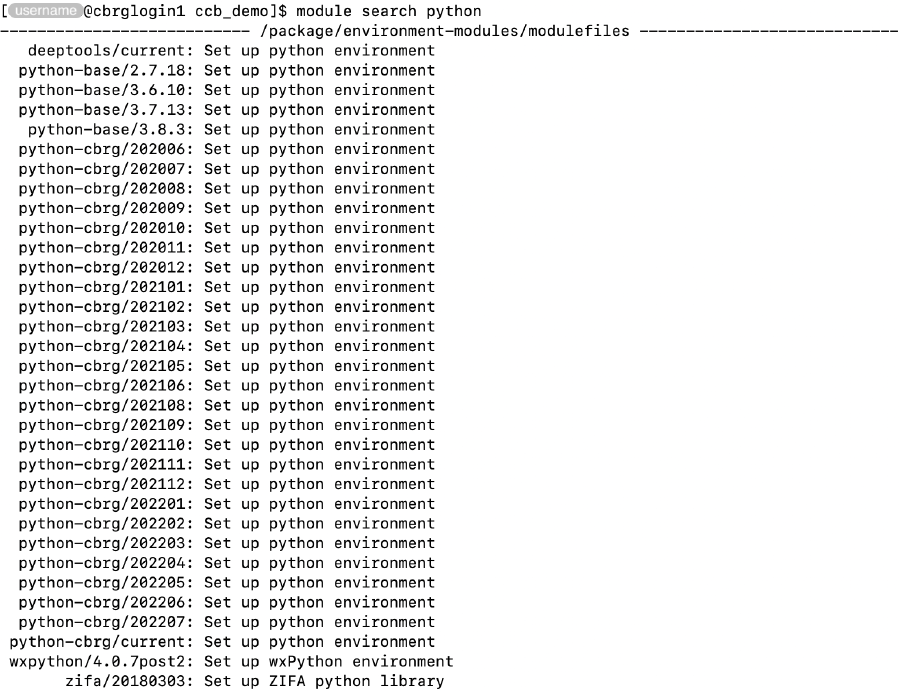 [username@cbrglogin1 ccb_demo]$ module search python
--------------------------- /package/environment-modules/modulefiles ----------------------------
deeptools/current: Set up python environment
python-base/2.7.18: Set up python environment
python-base/3.6.10: Set up python environment
python-base/3.7.13: Set up python environment
python-base/3.8.3: Set up python environment
python-cbrg/202006: Set up python environment
python-cbrg/202007: Set up python environment
python-cbrg/202008: Set up python environment
python-cbrg/202009: Set up python environment
python-cbrg/202010: Set up python environment
python-cbrg/202011: Set up python environment
python-cbrg/202012: Set up python environment
python-cbrg/202101: Set up python environment
python-cbrg/202102: Set up python environment
python-cbrg/202103: Set up python environment
python-cbrg/202104: Set up python environment
python-cbrg/202105: Set up python environment
python-cbrg/202106: Set up python environment
python-cbrg/202108: Set up python environment
python-cbrg/202109: Set up python environment
python-cbrg/202110: Set up python environment
python-cbrg/202111: Set up python environment
python-cbrg/202112: Set up python environment
python-cbrg/202201: Set up python environment
python-cbrg/202202: Set up python environment
python-cbrg/202203: Set up python environment
python-cbrg/202204: Set up python environment
python-cbrg/202205: Set up python environment
python-cbrg/202206: Set up python environment
python-cbrg/202207: Set up python environment
python-cbrg/current: Set up python environment
wxpython/4.0.7post2: Set up wxPython environment
zifa/20180303: Set up ZIFA python library